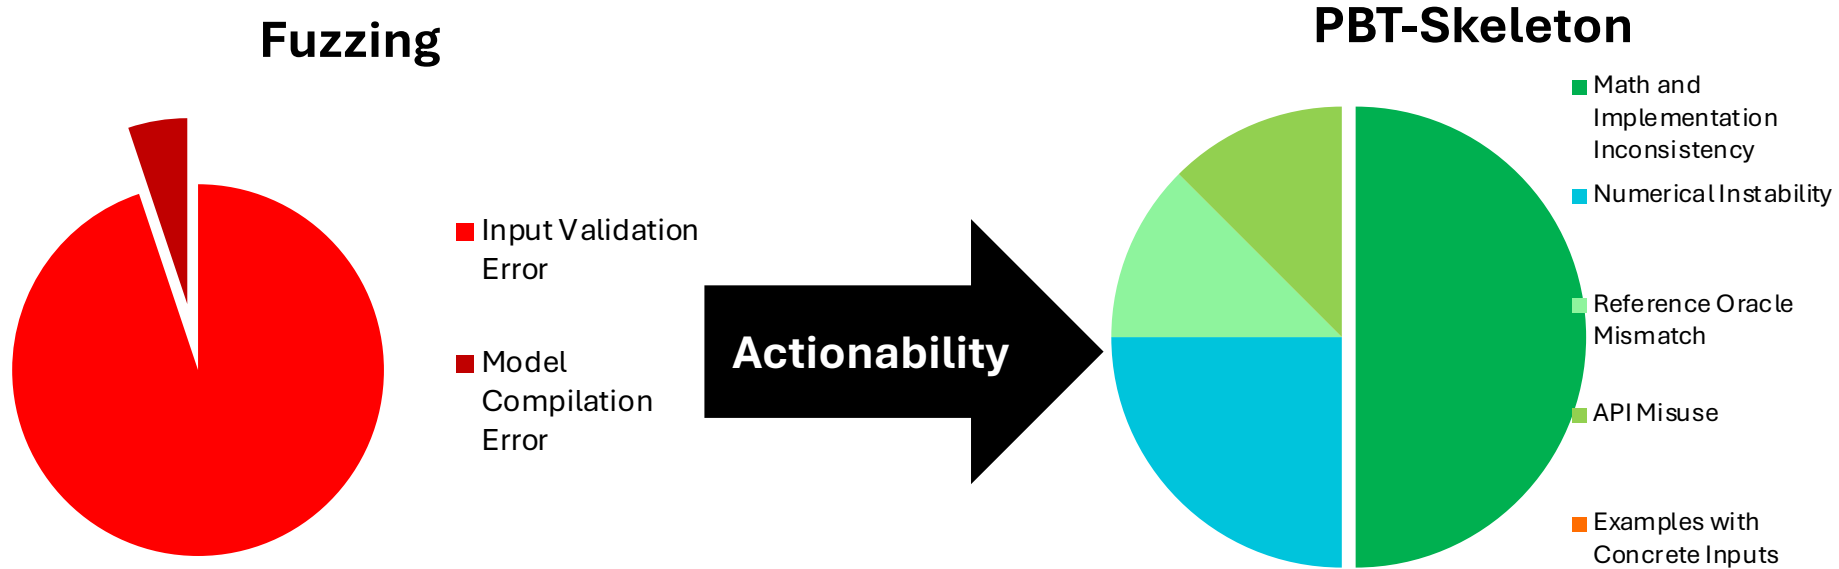 Fuzzing
Input Validation
Error
Model
Compilation
Error
Actionability
PBT-Skeleton
Math and
Implementation
Inconsistency
Numerical Instability
Reference Oracle
Mismatch
API Misuse
Examples with
Concrete Inputs